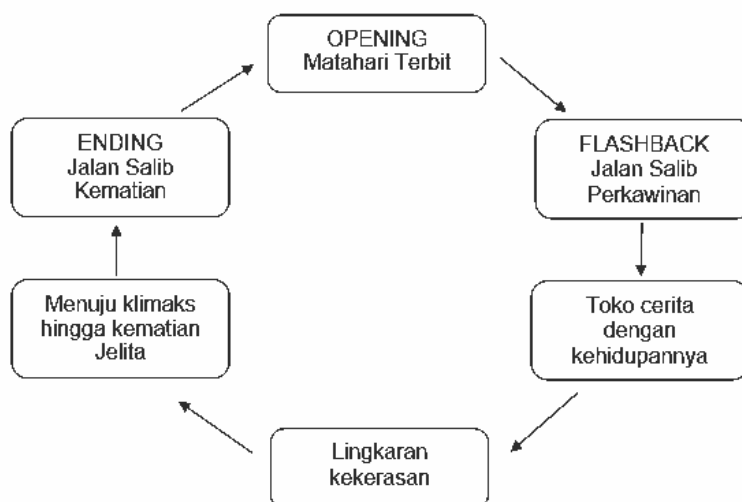 OPENING
Matahari Terbit
FLASHBACK
Jalan Salib
Perkawinan
Toko cerita
dengan
kehidupannya
Lingkaran
kekerasan
Menuju klimaks
hingga kematian
Jelita
ENDING
Jalan Salib
Kematian